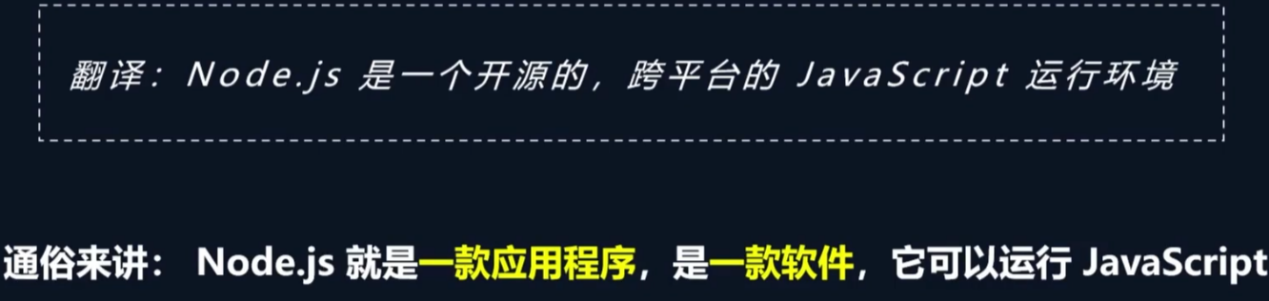 翻译：Node.js 是一个开源的，跨平台的 JavaScript 运行环境
通俗来讲： Node.js 就是一款应用程序，是一款软件，它可以运行 JavaScript